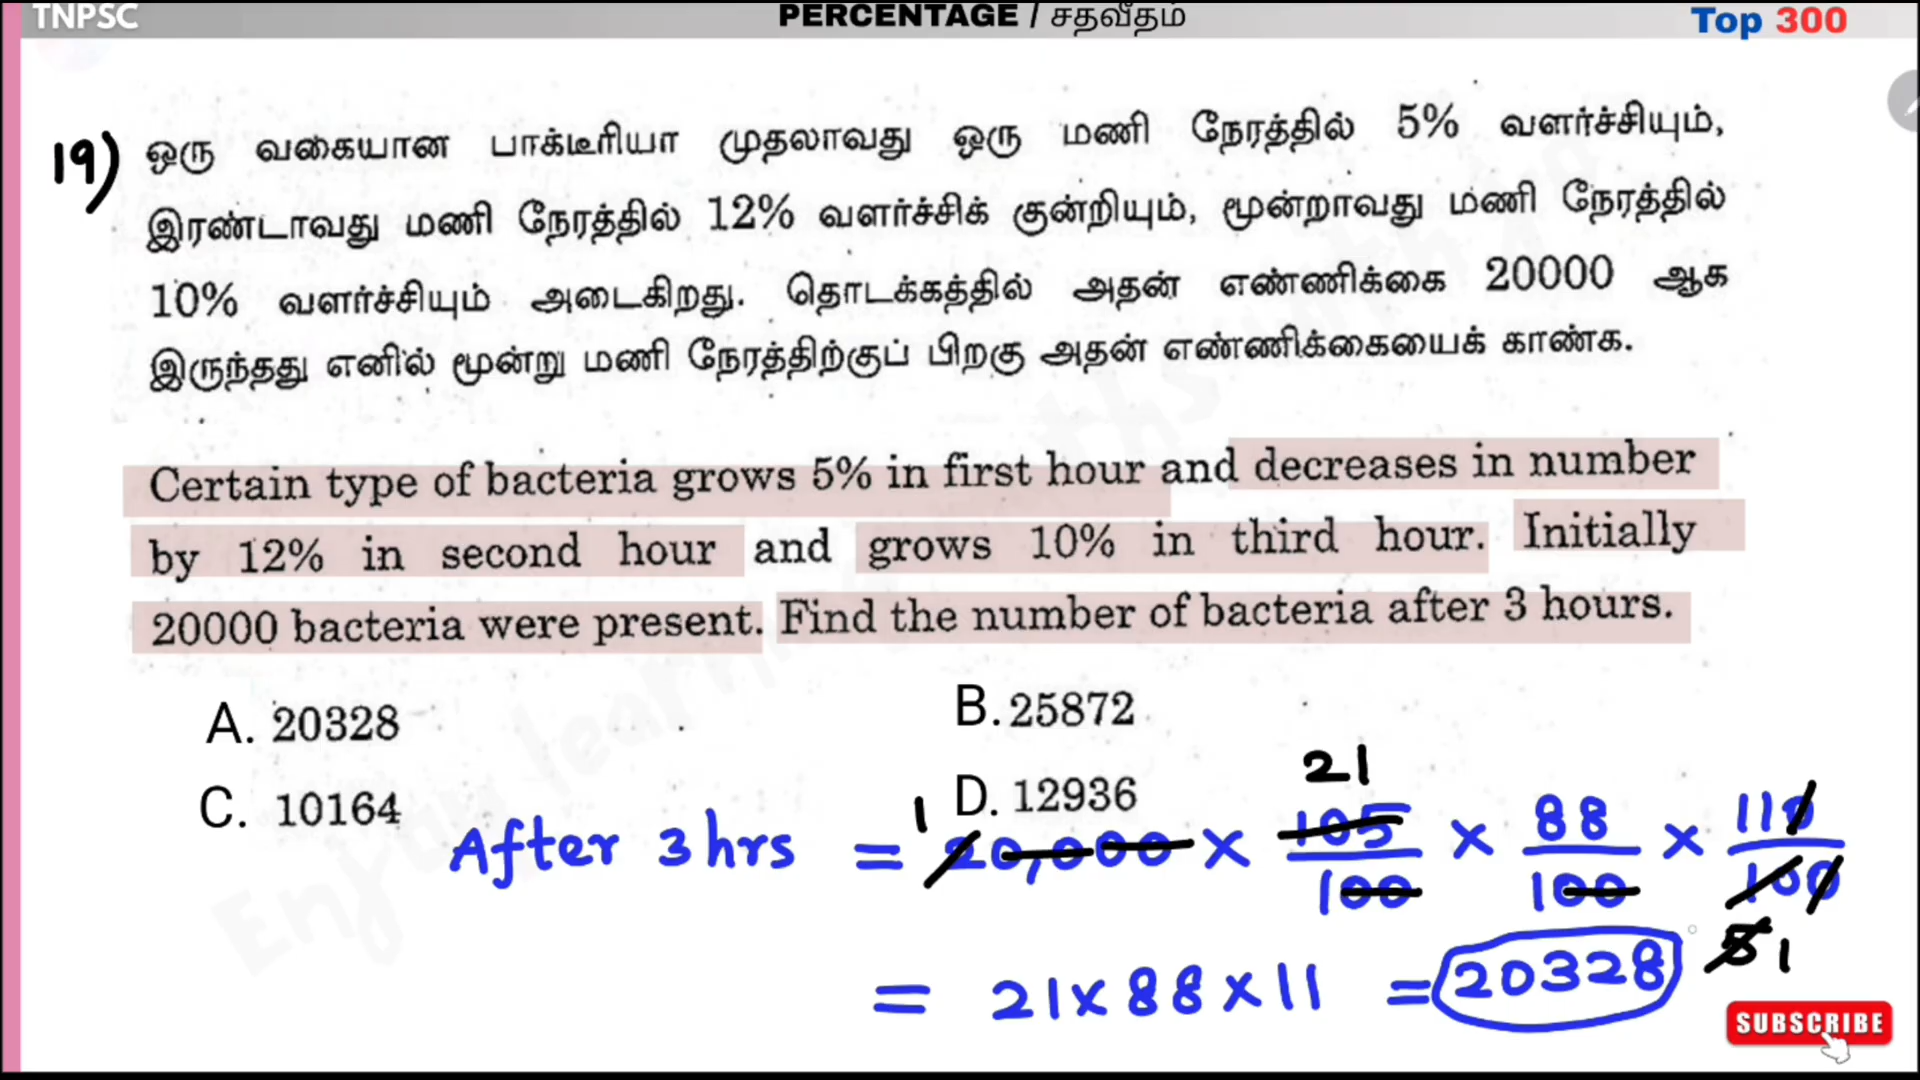 TNPSC
PERCENTAGE / சதவீதம்
Top 300
19) ஒரு வகையான பாக்டீரியா முதலாவது ஒரு மணி நேரத்தில் 5% வளர்ச்சியும்,
இரண்டாவது மணி நேரத்தில் 12% வளர்ச்சிக் குன்றியும், மூன்றாவது மணி நேரத்தில்
10% வளர்ச்சியும் அடைகிறது. தொடக்கத்தில் அதன் எண்ணிக்கை 20000 ஆக
இருந்தது எனில் மூன்று மணி நேரத்திற்குப் பிறகு அதன் எண்ணிக்கையைக் காண்க.
Certain type of bacteria grows 5% in first hour and decreases in number
by 12% in second hour and grows 10% in third hour. Initially
20000 bacteria were present. Find the number of bacteria after 3 hours.
A. 20328
B. 25872
C. 10164
D. 12936
21
1
After 3 hrs = 20,000 × 105/100 × 88/100 × 110/100
5 1
= 21 × 88 × 11 = 20328
SUBSCRIBE